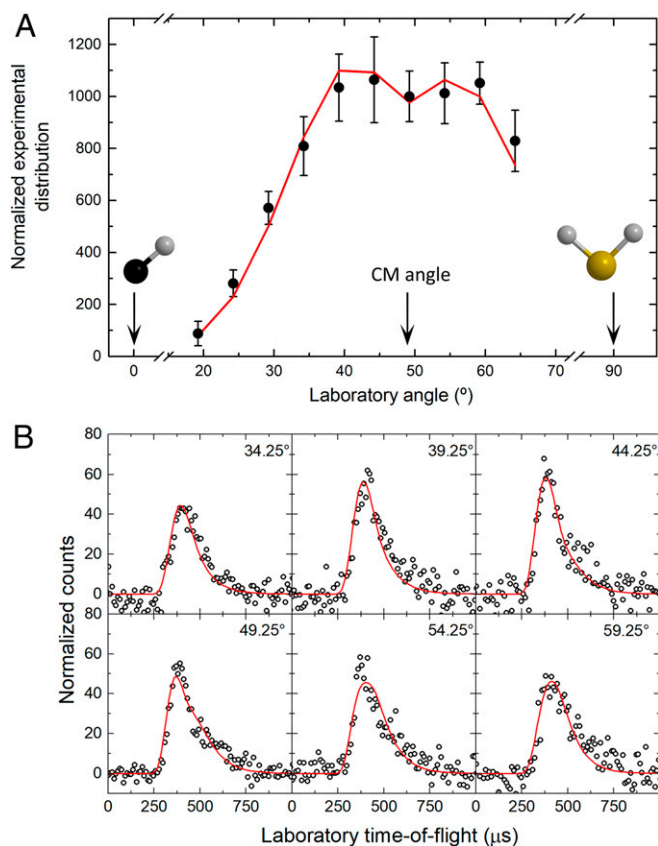 A
Normalized experimental
distribution
1200
1000
800
600
400
200
0
CM angle
0 20 30 40 50 60 70 90
Laboratory angle (º)
B
Normalized counts
80
60
40
20
0
34.25° 39.25° 44.25°
80
60
40
20
0
49.25° 54.25° 59.25°
0 250 500 750 0 250 500 750 0 250 500 750 1000
Laboratory time-of-flight (μs)